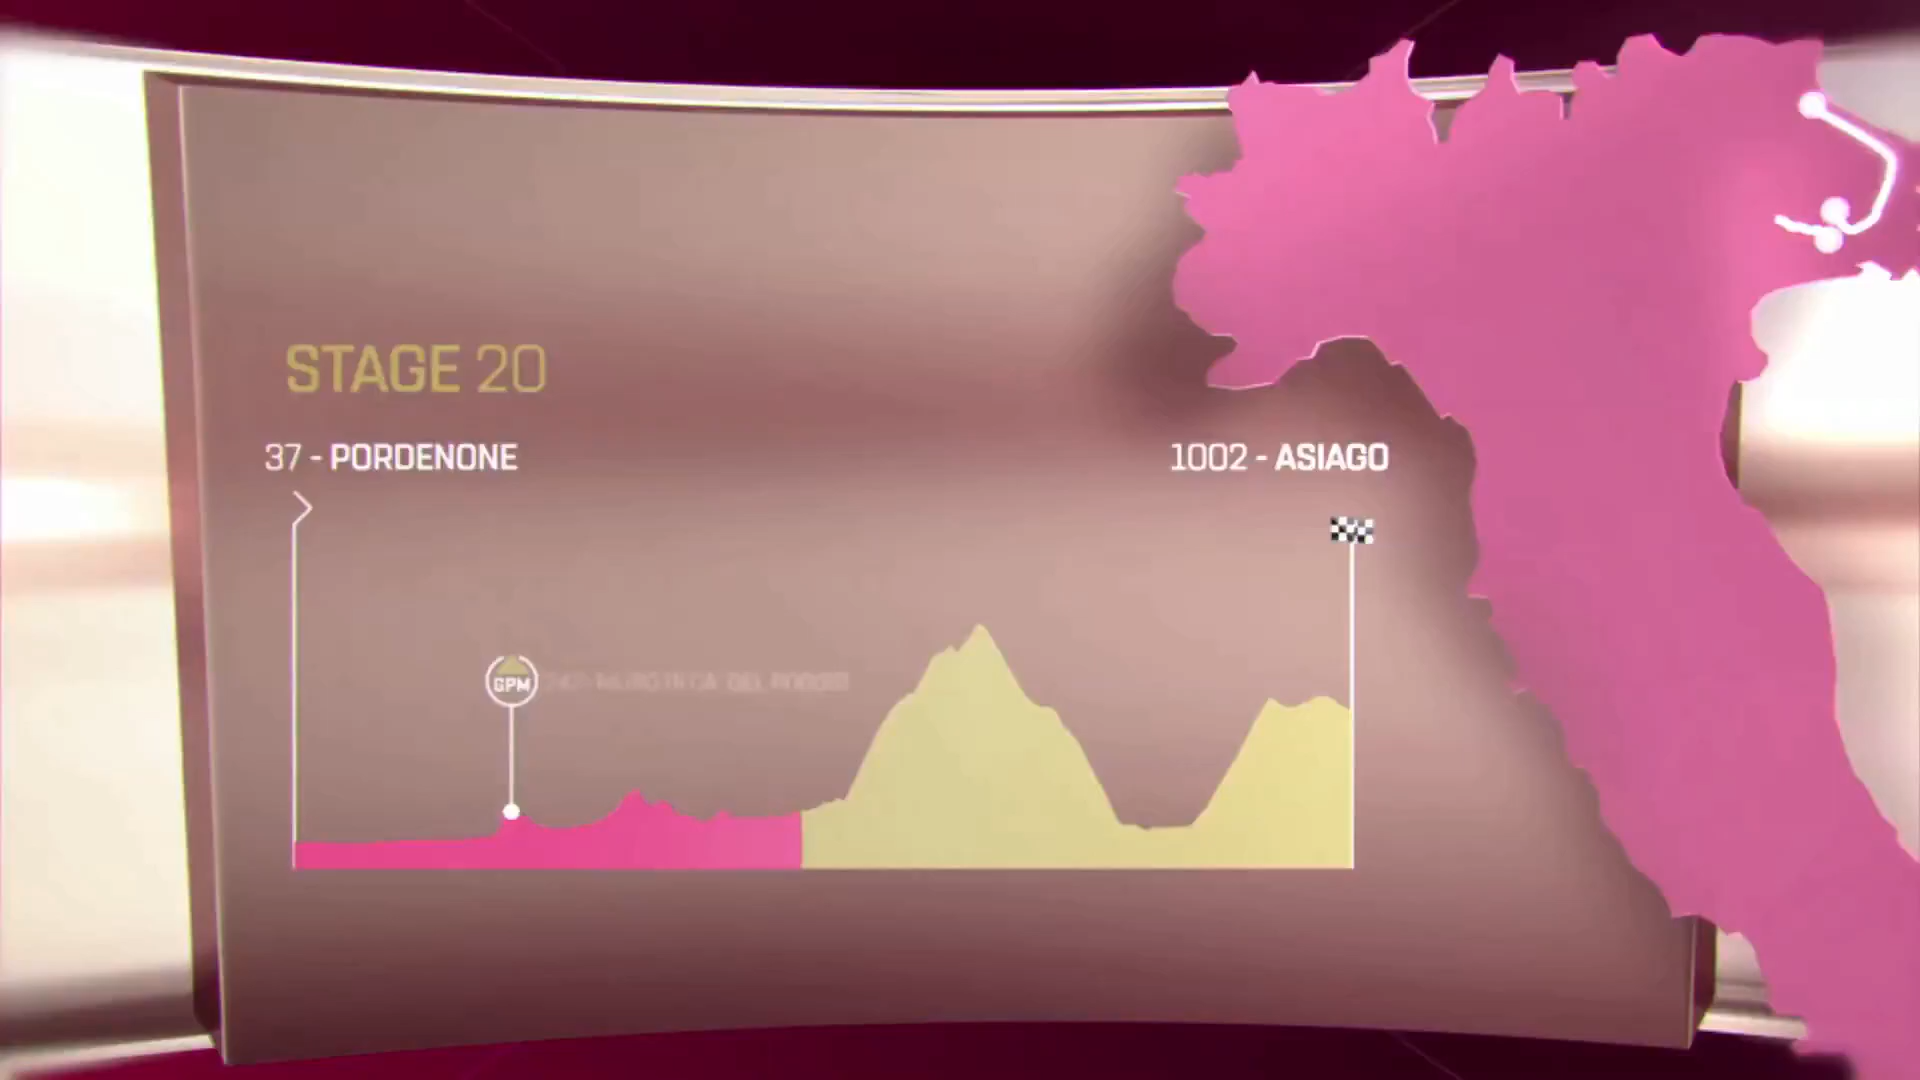 STAGE 20
37 - PORDENONE
1002 - ASIAGO
GPM